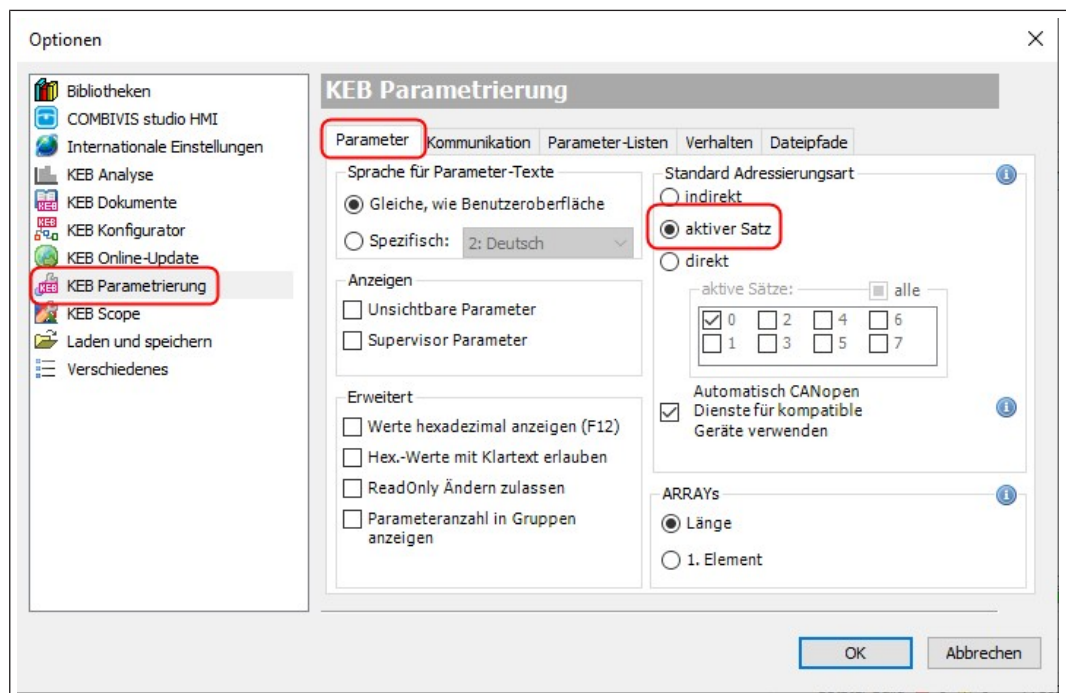 Optionen
Bibliotheken
COMBIVIS studio HMI
Internationale Einstellungen
KEB Analyse
KEB Dokumente
KEB Konfigurator
KEB Online-Update
KEB Parametrierung
KEB Scope
Laden und speichern
Verschiedenes
KEB Parametrierung
Parameter Kommunikation Parameter-Listen Verhalten Dateipfade
Sprache für Parameter-Texte
Gleiche, wie Benutzeroberfläche
Spezifisch: 2: Deutsch
Anzeigen
Unsichtbare Parameter
Supervisor Parameter
Erweitert
Werte hexadezimal anzeigen (F12)
Hex.-Werte mit Klartext erlauben
ReadOnly Ändern zulassen
Parameteranzahl in Gruppen
anzeigen
Standard Adressierungsart
indirekt
aktiver Satz
direkt
aktive Sätze: alle
0 2 4 6
1 3 5 7
Automatisch CANopen
Dienste für kompatible
Geräte verwenden
ARRAYs
Länge
1. Element
OK Abbrechen